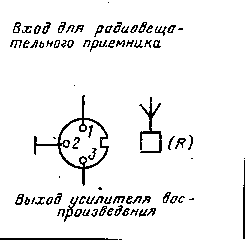 Вход для радиовеща-
тельного приемника
1
2
(R)
3
Выход усилителя вос-
произведения